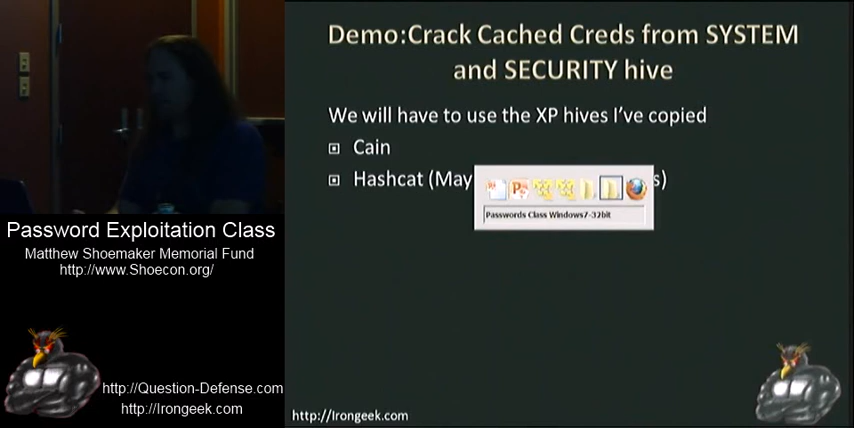 Demo:Crack Cached Creds from SYSTEM
and SECURITY hive
We will have to use the XP hives I've copied
Cain
Hashcat (May s)
Passwords Class Windows7-32bit
Password Exploitation Class
Matthew Shoemaker Memorial Fund
http://www.Shoecon.org/
http://Question-Defense.com
http://Irongeek.com
http://Irongeek.com